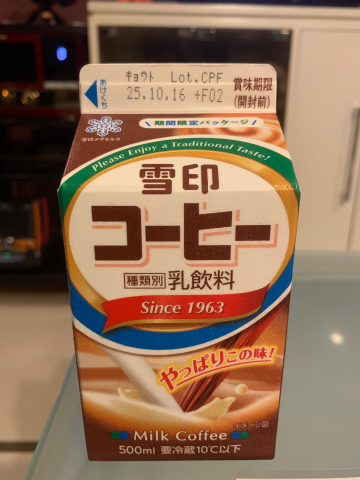 あけくち
キョウト Lot.CPF
25.10.16 +F02
賞味期限
(開封前)
雪印メグミルク
期間限定パッケージ
Please Enjoy a Traditional Taste!
雪印
コーヒー
種類別 乳飲料
Since 1963
やっぱりこの味!
イメージ図
Milk Coffee
500ml 要冷蔵10℃以下